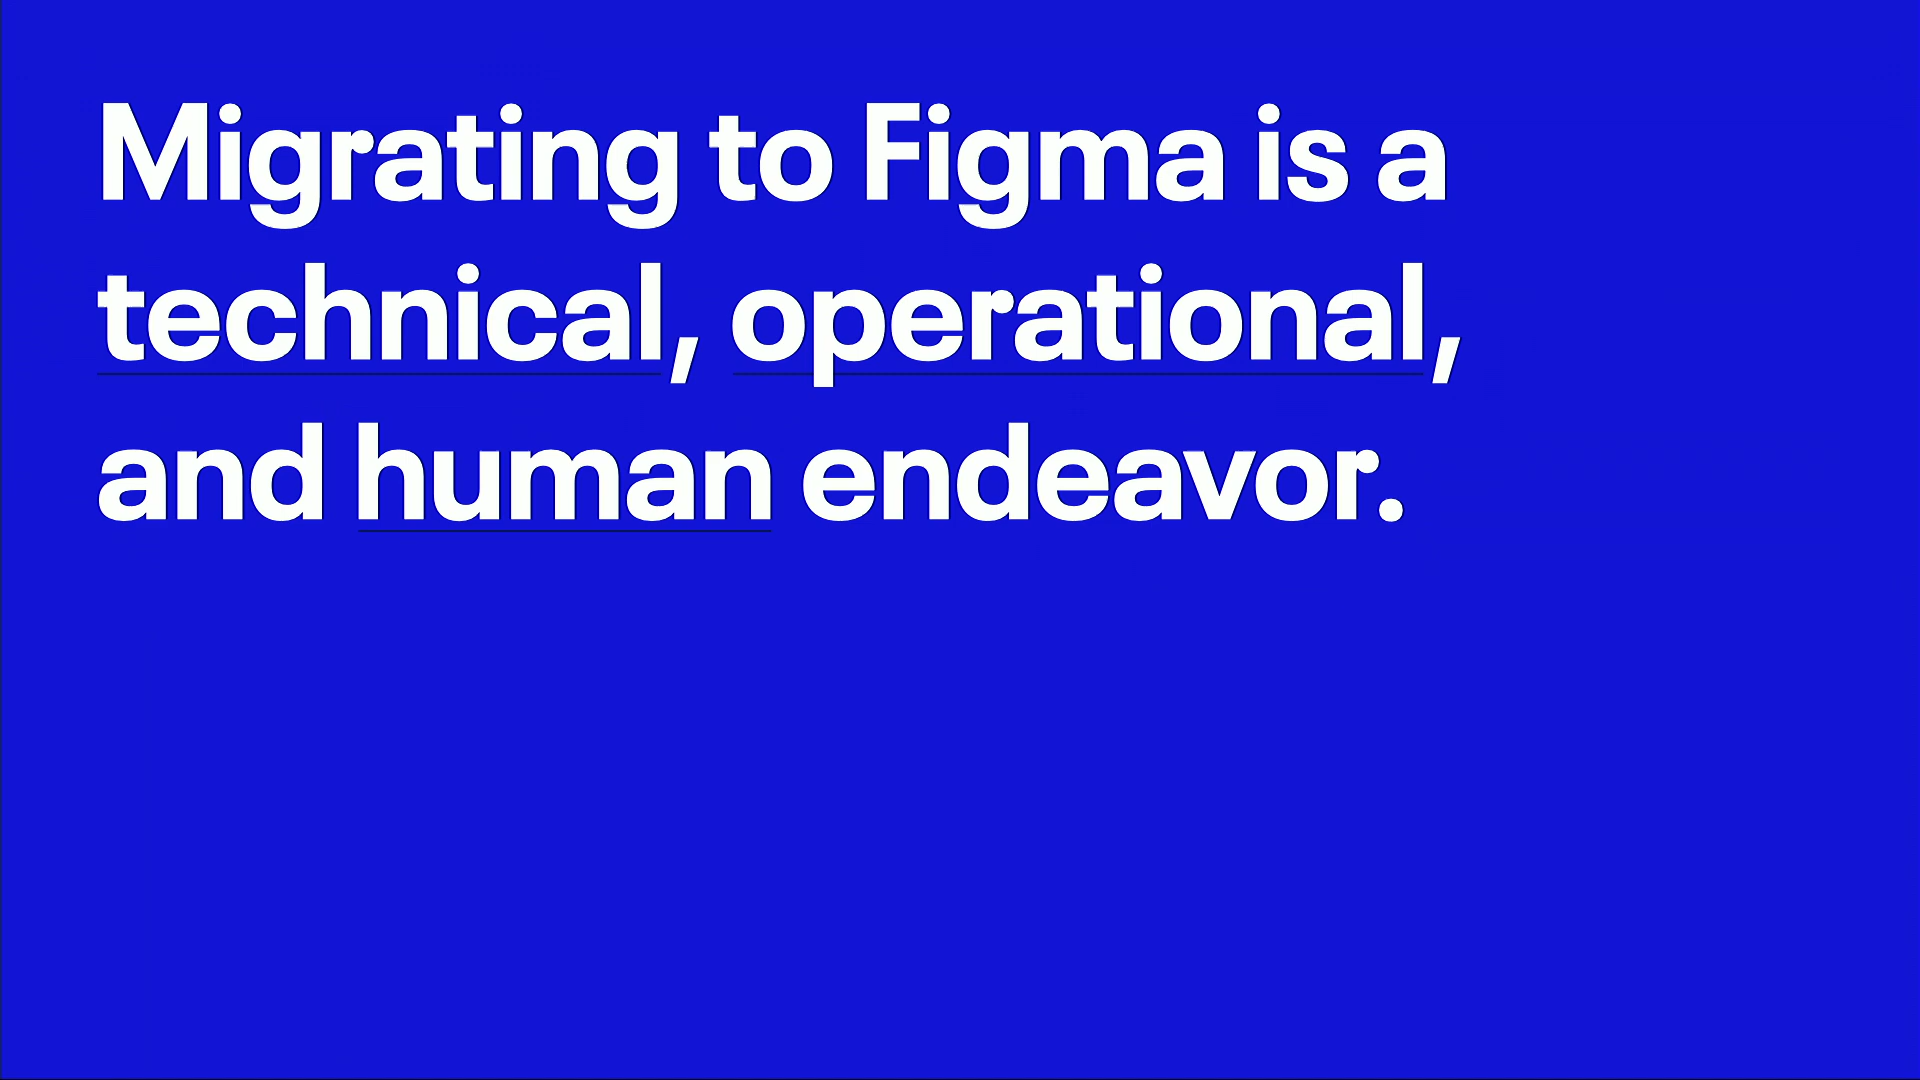 Migrating to Figma is a
technical, operational,
and human endeavor.